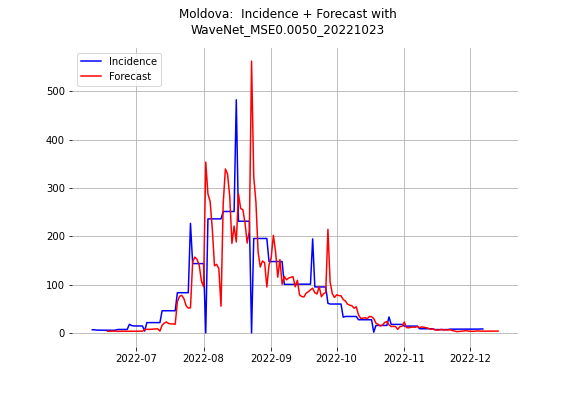 Moldova:  Incidence + Forecast with
WaveNet_MSE0.0050_20221023
Incidence
Forecast
500
400
300
200
100
0
2022-07 2022-08 2022-09 2022-10 2022-11 2022-12